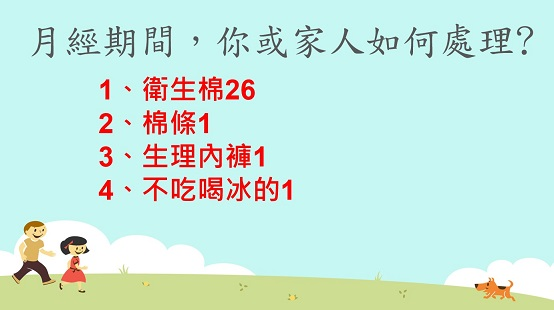 月經期間，你或家人如何處理?
1、衛生棉26
2、棉條1
3、生理內褲1
4、不吃喝冰的1